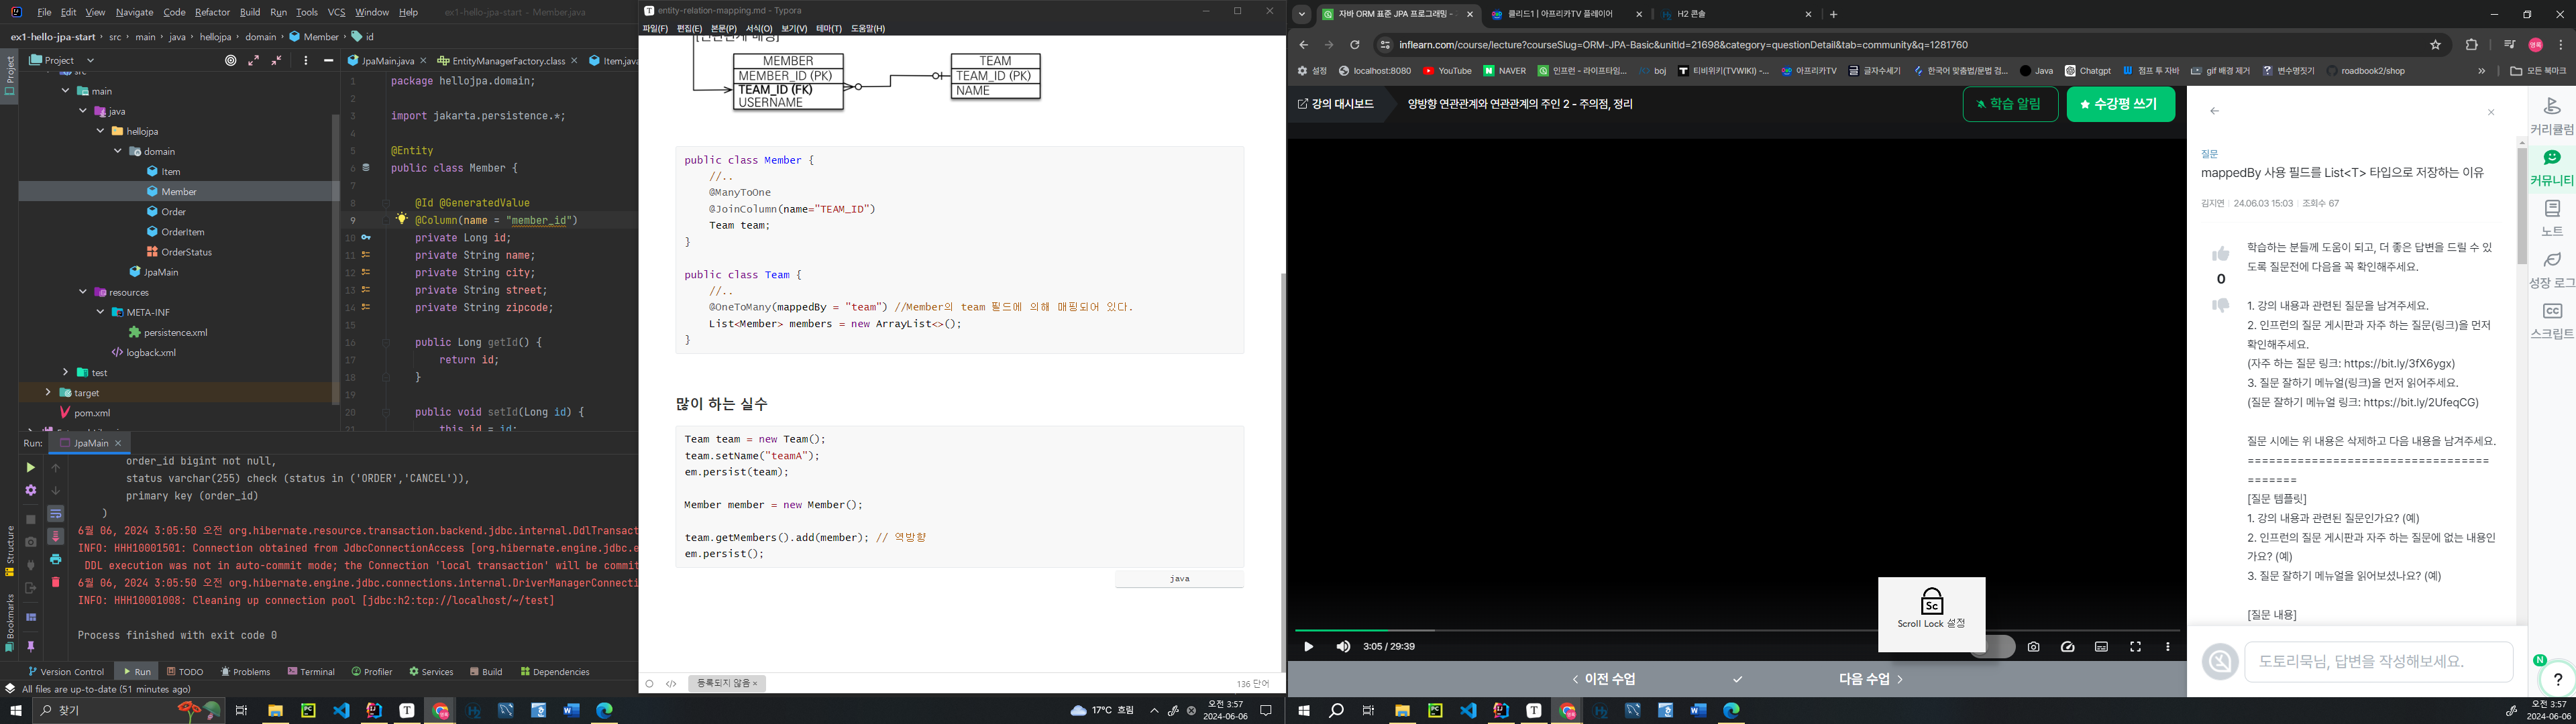 File Edit View Navigate Code Refactor Build Run Tools VCS Window Help ex1-hello-jpa-start - Member.java
ex1-hello-jpa-start src main java hellojpa domain Member id
Project
src
main
java
hellojpa
domain
Item
Member
Order
OrderItem
OrderStatus
JpaMain
resources
META-INF
persistence.xml
logback.xml
test
target
pom.xml
JpaMain.java EntityManagerFactory.class Item.java
1 package hellojpa.domain;
2
3 import jakarta.persistence.*;
4
5 @Entity
6 public class Member {
7
8 @Id @GeneratedValue
9 @Column(name = "member_id")
10 private Long id;
11 private String name;
12 private String city;
13 private String street;
14 private String zipcode;
15
16 public Long getId() {
17 return id;
18 }
19
20 public void setId(Long id) {
21 this.id = id;
Run: JpaMain
order_id bigint not null,
status varchar(255) check (status in ('ORDER','CANCEL')),
primary key (order_id)
)
6월 06, 2024 3:05:50 오전 org.hibernate.resource.transaction.backend.jdbc.internal.DdlTransact
INFO: HHH10001501: Connection obtained from JdbcConnectionAccess [org.hibernate.engine.jdbc.e
DDL execution was not in auto-commit mode; the Connection 'local transaction' will be commit
6월 06, 2024 3:05:50 오전 org.hibernate.engine.jdbc.connections.internal.DriverManagerConnecti
INFO: HHH10001008: Cleaning up connection pool [jdbc:h2:tcp://localhost/~/test]
Process finished with exit code 0
Project
Structure
Bookmarks
Version Control Run TODO Problems Terminal Profiler Services Build Dependencies
All files are up-to-date (51 minutes ago)
찾기
17°C 흐림
오전 3:57
2024-06-06
entity-relation-mapping.md - Typora
파일(F) 편집(E) 본문(P) 서식(O) 보기(V) 테마(T) 도움말(H)
[연관관계 매핑]
MEMBER
MEMBER_ID (PK)
TEAM_ID (FK)
USERNAME
TEAM
TEAM_ID (PK)
NAME
public class Member {
//..
@ManyToOne
@JoinColumn(name="TEAM_ID")
Team team;
}
public class Team {
//..
@OneToMany(mappedBy = "team") //Member의 team 필드에 의해 매핑되어 있다.
List<Member> members = new ArrayList<>();
}
많이 하는 실수
Team team = new Team();
team.setName("teamA");
em.persist(team);
Member member = new Member();
team.getMembers().add(member); // 역방향
em.persist();
java
등록되지 않음 ×
136 단어
자바 ORM 표준 JPA 프로그래밍 - 플리드1 | 아프리카TV 플레이어 H2 콘솔
inflearn.com/course/lecture?courseSlug=ORM-JPA-Basic&unitId=21698&category=questionDetail&tab=community&q=1281760
설정 localhost:8080 YouTube NAVER 인프런 - 라이프타임... boj 티비위키(TVWIKI) -... 아프리카TV 글자수세기 한국어 맞춤법/문법 검... Java Chatgpt 점프 투 자바 gif 배경 제거 변수명짓기 roadbook2/shop 모든 북마크
강의 대시보드 양방향 연관관계와 연관관계의 주인 2 - 주의점, 정리 학습 알림 수강평 쓰기
Sc
Scroll Lock 설정
3:05 / 29:39
이전 수업 다음 수업
질문
mappedBy 사용 필드를 List<T> 타입으로 저장하는 이유
김지연 24.06.03 15:03 조회수 67
0
학습하는 분들께 도움이 되고, 더 좋은 답변을 드릴 수 있
도록 질문전에 다음을 꼭 확인해주세요.
1. 강의 내용과 관련된 질문을 남겨주세요.
2. 인프런의 질문 게시판과 자주 하는 질문(링크)을 먼저
확인해주세요.
(자주 하는 질문 링크: https://bit.ly/3fX6ygx)
3. 질문 잘하기 메뉴얼(링크)을 먼저 읽어주세요.
(질문 잘하기 메뉴얼 링크: https://bit.ly/2UfeqCG)
질문 시에는 위 내용은 삭제하고 다음 내용을 남겨주세요.
==================================
=======
[질문 템플릿]
1. 강의 내용과 관련된 질문인가요? (예)
2. 인프런의 질문 게시판과 자주 하는 질문에 없는 내용인
가요? (예)
3. 질문 잘하기 메뉴얼을 읽어보셨나요? (예)
[질문 내용]
도토리묵님, 답변을 작성해보세요.
커리큘럼
커뮤니티
노트
성장 로그
스크립트
N
?
오전 3:57
2024-06-06